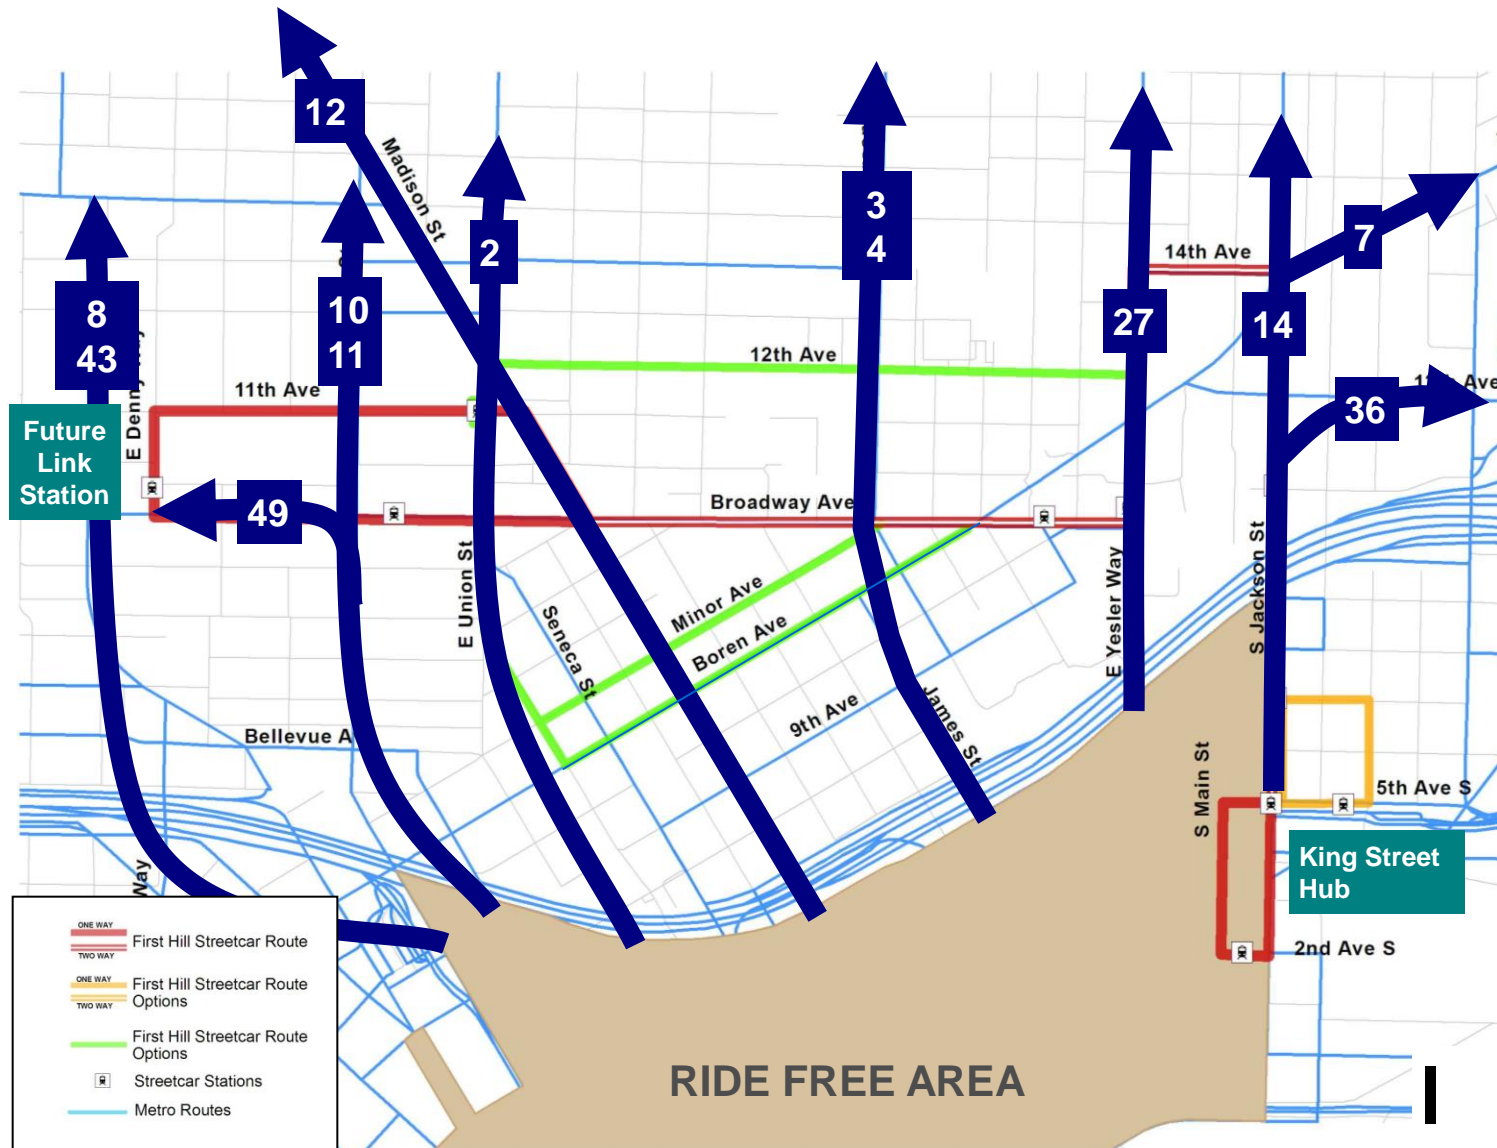 12
Madison St
2
3
4
14th Ave
7
8
43
10
11
27
14
12th Ave
11th Ave
36
Ave
E Denny
Future
Link
Station
49
Broadway Ave
E Union St
Seneca St
Minor Ave
Boren Ave
9th Ave
James St
E Yesler Way
S Jackson St
Bellevue A
S Main St
5th Ave S
King Street
Hub
2nd Ave S
Way
ONE WAY
First Hill Streetcar Route
TWO WAY
ONE WAY
First Hill Streetcar Route
Options
TWO WAY
First Hill Streetcar Route
Options
Streetcar Stations
Metro Routes
RIDE FREE AREA